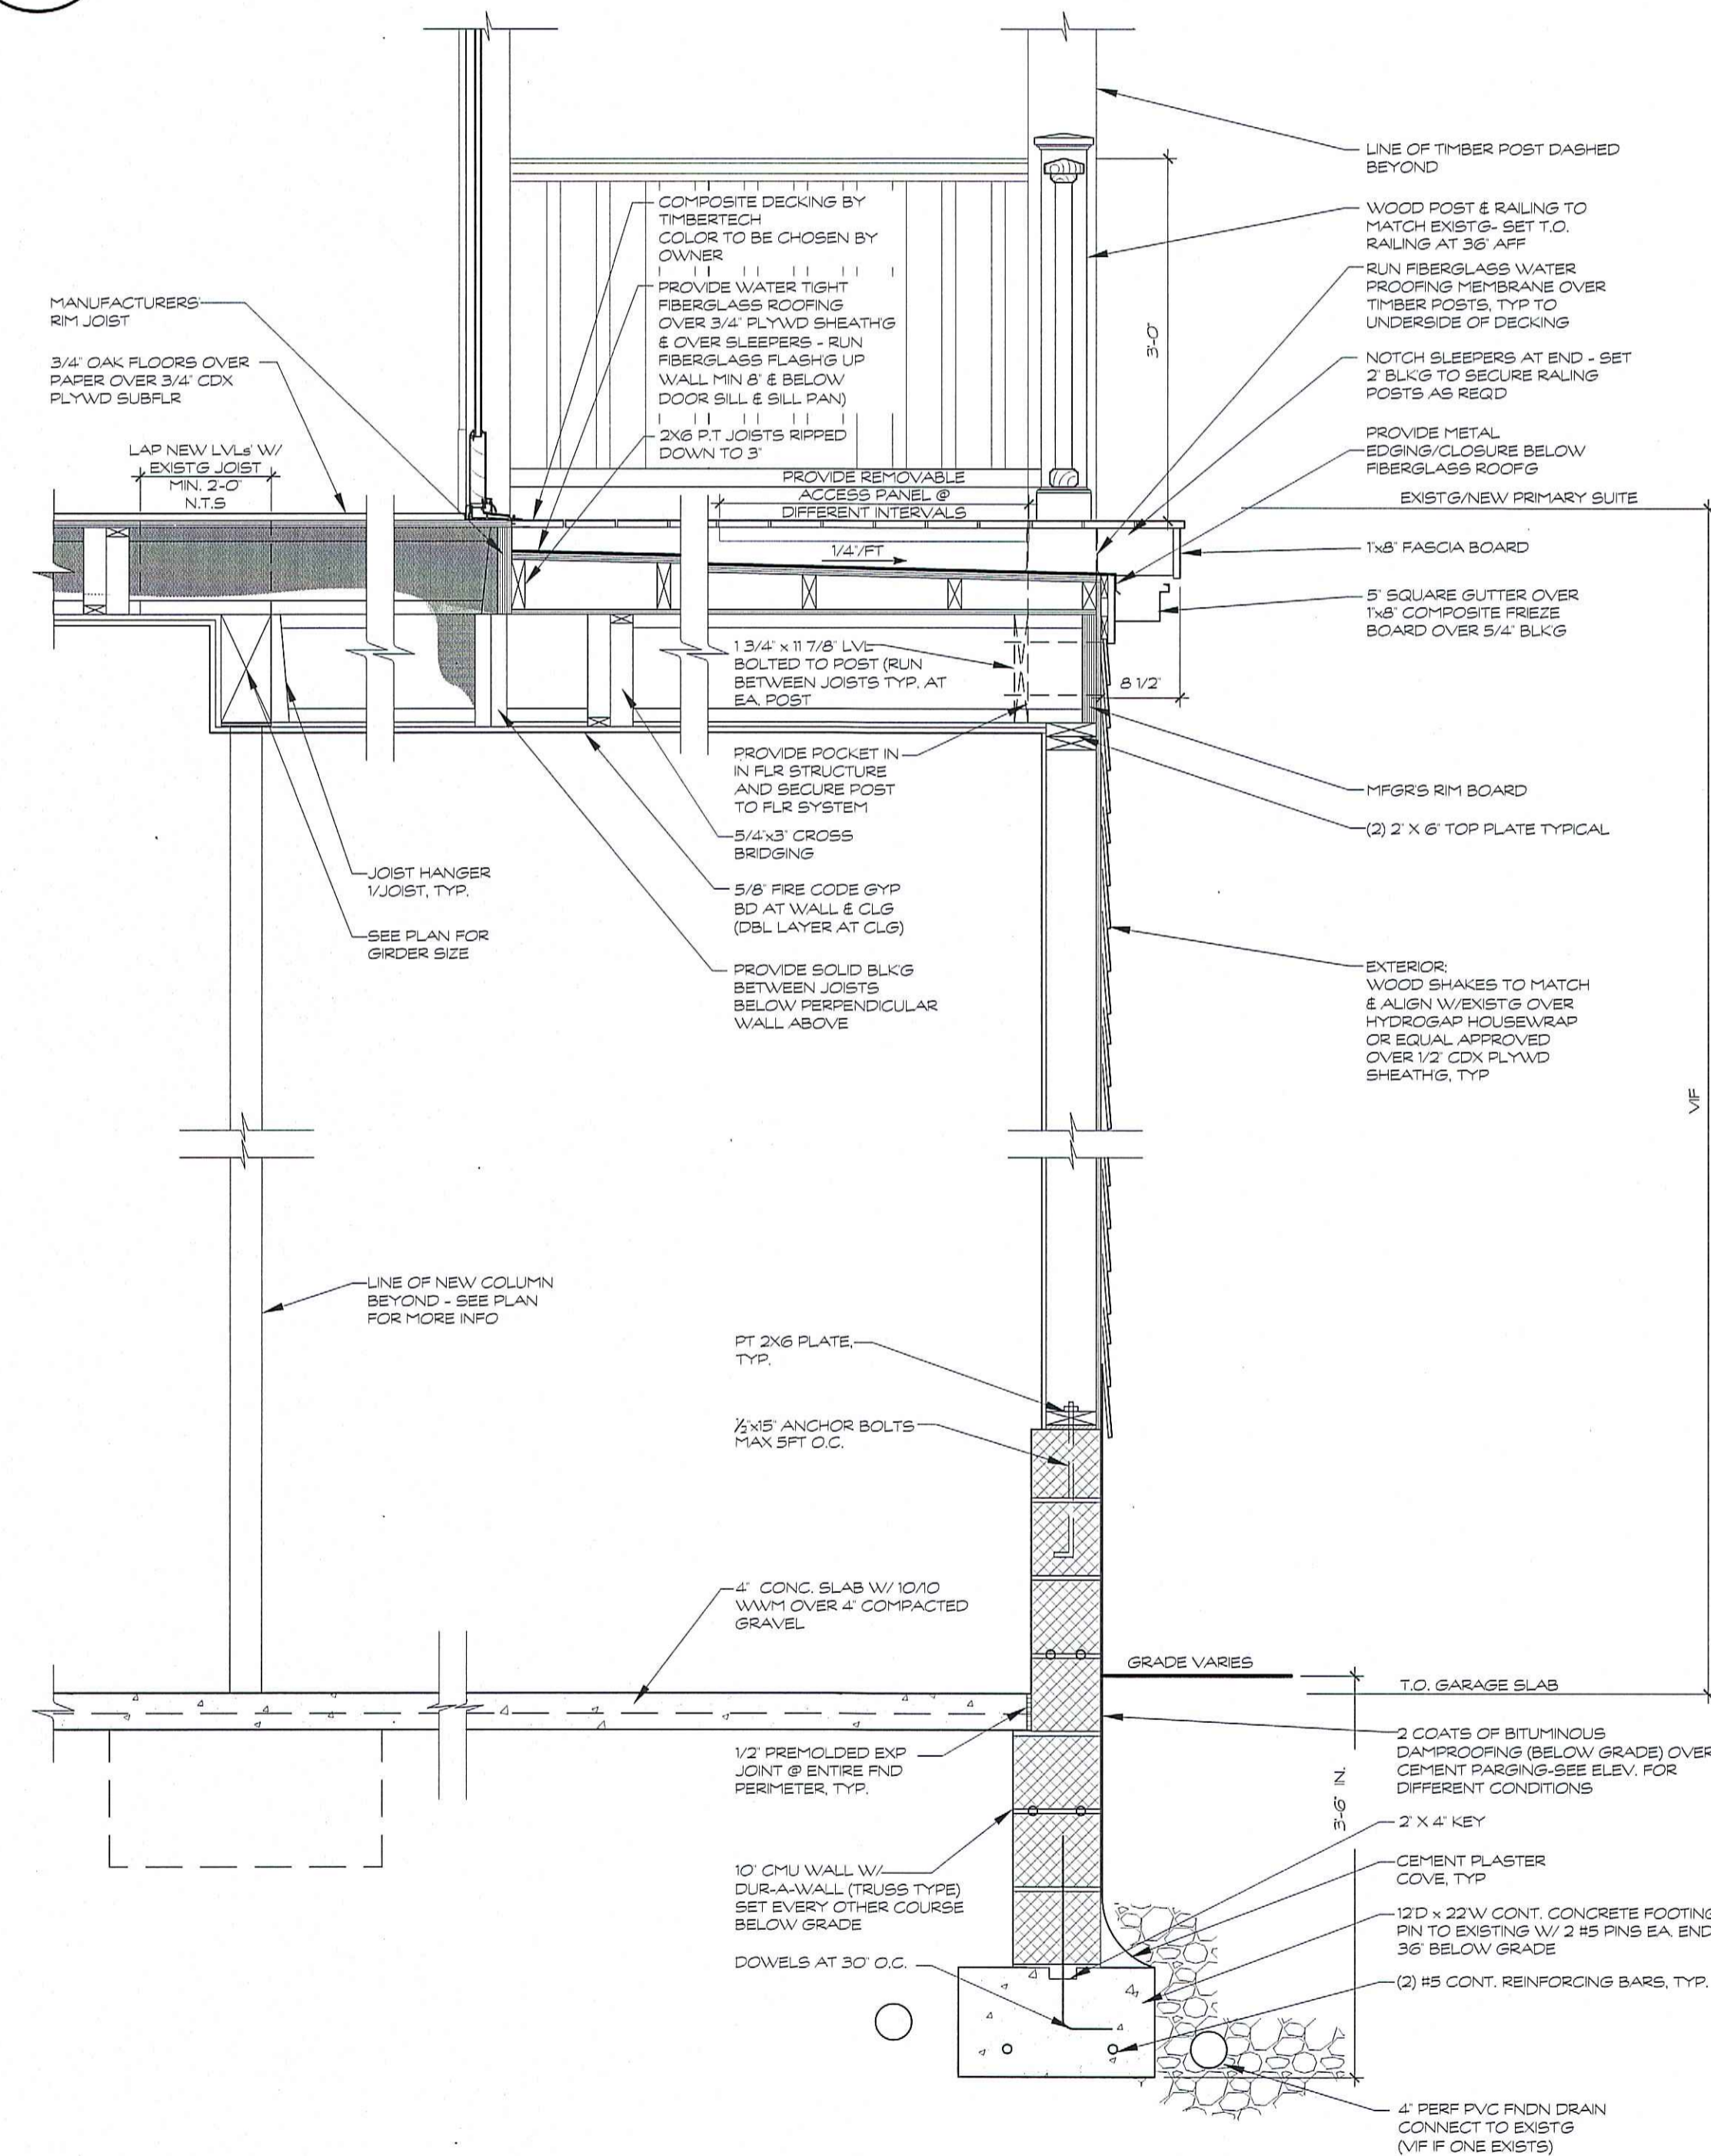 LINE OF TIMBER POST DASHED
BEYOND
WOOD POST & RAILING TO
MATCH EXISTG- SET T.O.
RAILING AT 36" AFF
RUN FIBERGLASS WATER
PROOFING MEMBRANE OVER
TIMBER POSTS, TYP TO
UNDERSIDE OF DECKING
NOTCH SLEEPERS AT END - SET
2" BLK'G TO SECURE RALING
POSTS AS REQD
PROVIDE METAL
EDGING/CLOSURE BELOW
FIBERGLASS ROOFG
EXISTG/NEW PRIMARY SUITE
1"x8" FASCIA BOARD
5" SQUARE GUTTER OVER
1"x8" COMPOSITE FRIEZE
BOARD OVER 5/4" BLKG
3'-0"
COMPOSITE DECKING BY
TIMBERTECH
COLOR TO BE CHOSEN BY
OWNER
PROVIDE WATER TIGHT
FIBERGLASS ROOFING
OVER 3/4" PLYWD SHEATH'G
& OVER SLEEPERS - RUN
FIBERGLASS FLASH'G UP
WALL MIN 8" & BELOW
DOOR SILL & SILL PAN)
2X6 P.T JOISTS RIPPED
DOWN TO 3"
PROVIDE REMOVABLE
ACCESS PANEL @
DIFFERENT INTERVALS
1/4"/FT
MANUFACTURERS'
RIM JOIST
3/4" OAK FLOORS OVER
PAPER OVER 3/4" CDX
PLYWD SUBFLR
LAP NEW LVLs' W/
EXISTG JOIST
MIN. 2'-0"
N.T.S
1 3/4" x 11 7/8" LVL
BOLTED TO POST (RUN
BETWEEN JOISTS TYP. AT
EA. POST
8 1/2"
PROVIDE POCKET IN
IN FLR STRUCTURE
AND SECURE POST
TO FLR SYSTEM
5/4"x3" CROSS
BRIDGING
5/8" FIRE CODE GYP
BD AT WALL & CLG
(DBL LAYER AT CLG)
PROVIDE SOLID BLK'G
BETWEEN JOISTS
BELOW PERPENDICULAR
WALL ABOVE
JOIST HANGER
1/JOIST, TYP.
SEE PLAN FOR
GIRDER SIZE
MFGR'S RIM BOARD
(2) 2" X 6" TOP PLATE TYPICAL
EXTERIOR:
WOOD SHAKES TO MATCH
& ALIGN W/EXISTG OVER
HYDROGAP HOUSEWRAP
OR EQUAL APPROVED
OVER 1/2" CDX PLYWD
SHEATH'G, TYP
VIF
LINE OF NEW COLUMN
BEYOND - SEE PLAN
FOR MORE INFO
PT 2X6 PLATE,
TYP.
1/2"x15" ANCHOR BOLTS
MAX 5FT O.C.
4" CONC. SLAB W/ 10/10
WWM OVER 4" COMPACTED
GRAVEL
GRADE VARIES
T.O. GARAGE SLAB
1/2" PREMOLDED EXP
JOINT @ ENTIRE FND
PERIMETER, TYP.
2 COATS OF BITUMINOUS
DAMPROOFING (BELOW GRADE) OVER
CEMENT PARGING-SEE ELEV. FOR
DIFFERENT CONDITIONS
3'-6" IN.
2" X 4" KEY
CEMENT PLASTER
COVE, TYP
10" CMU WALL W/
DUR-A-WALL (TRUSS TYPE)
SET EVERY OTHER COURSE
BELOW GRADE
DOWELS AT 30" O.C.
12"D x 22"W CONT. CONCRETE FOOTING
PIN TO EXISTING W/ 2 #5 PINS EA. END
36" BELOW GRADE
(2) #5 CONT. REINFORCING BARS, TYP.
4" PERF PVC FNDN DRAIN
CONNECT TO EXISTG
(VIF IF ONE EXISTS)